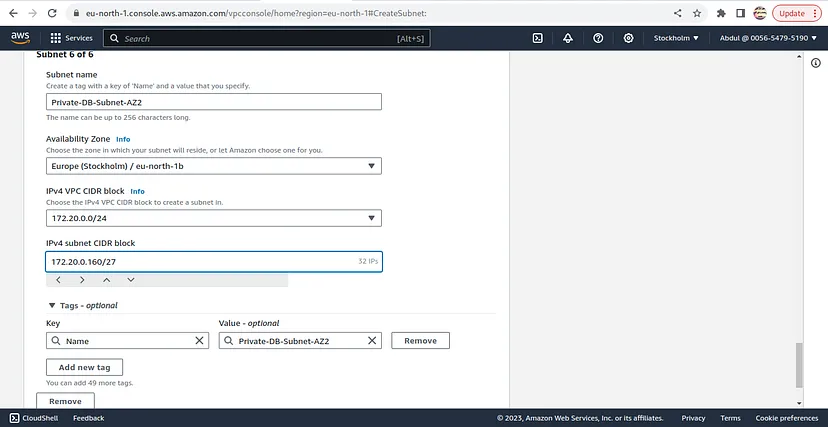 eu-north-1.console.aws.amazon.com/vpcconsole/home?region=eu-north-1#CreateSubnet:
Update
aws
Services
Search
[Alt+S]
Stockholm
Abdul @ 0056-5479-5190
Subnet 6 of 6
Subnet name
Create a tag with a key of 'Name' and a value that you specify.
Private-DB-Subnet-AZ2
The name can be up to 256 characters long.
Availability Zone Info
Choose the zone in which your subnet will reside, or let Amazon choose one for you.
Europe (Stockholm) / eu-north-1b
IPv4 VPC CIDR block Info
Choose the IPv4 VPC CIDR block to create a subnet in.
172.20.0.0/24
IPv4 subnet CIDR block
172.20.0.160/27
32 IPs
Tags - optional
Key
Value - optional
Name
Private-DB-Subnet-AZ2
Remove
Add new tag
You can add 49 more tags.
Remove
CloudShell
Feedback
© 2023, Amazon Web Services, Inc. or its affiliates.
Privacy
Terms
Cookie preferences